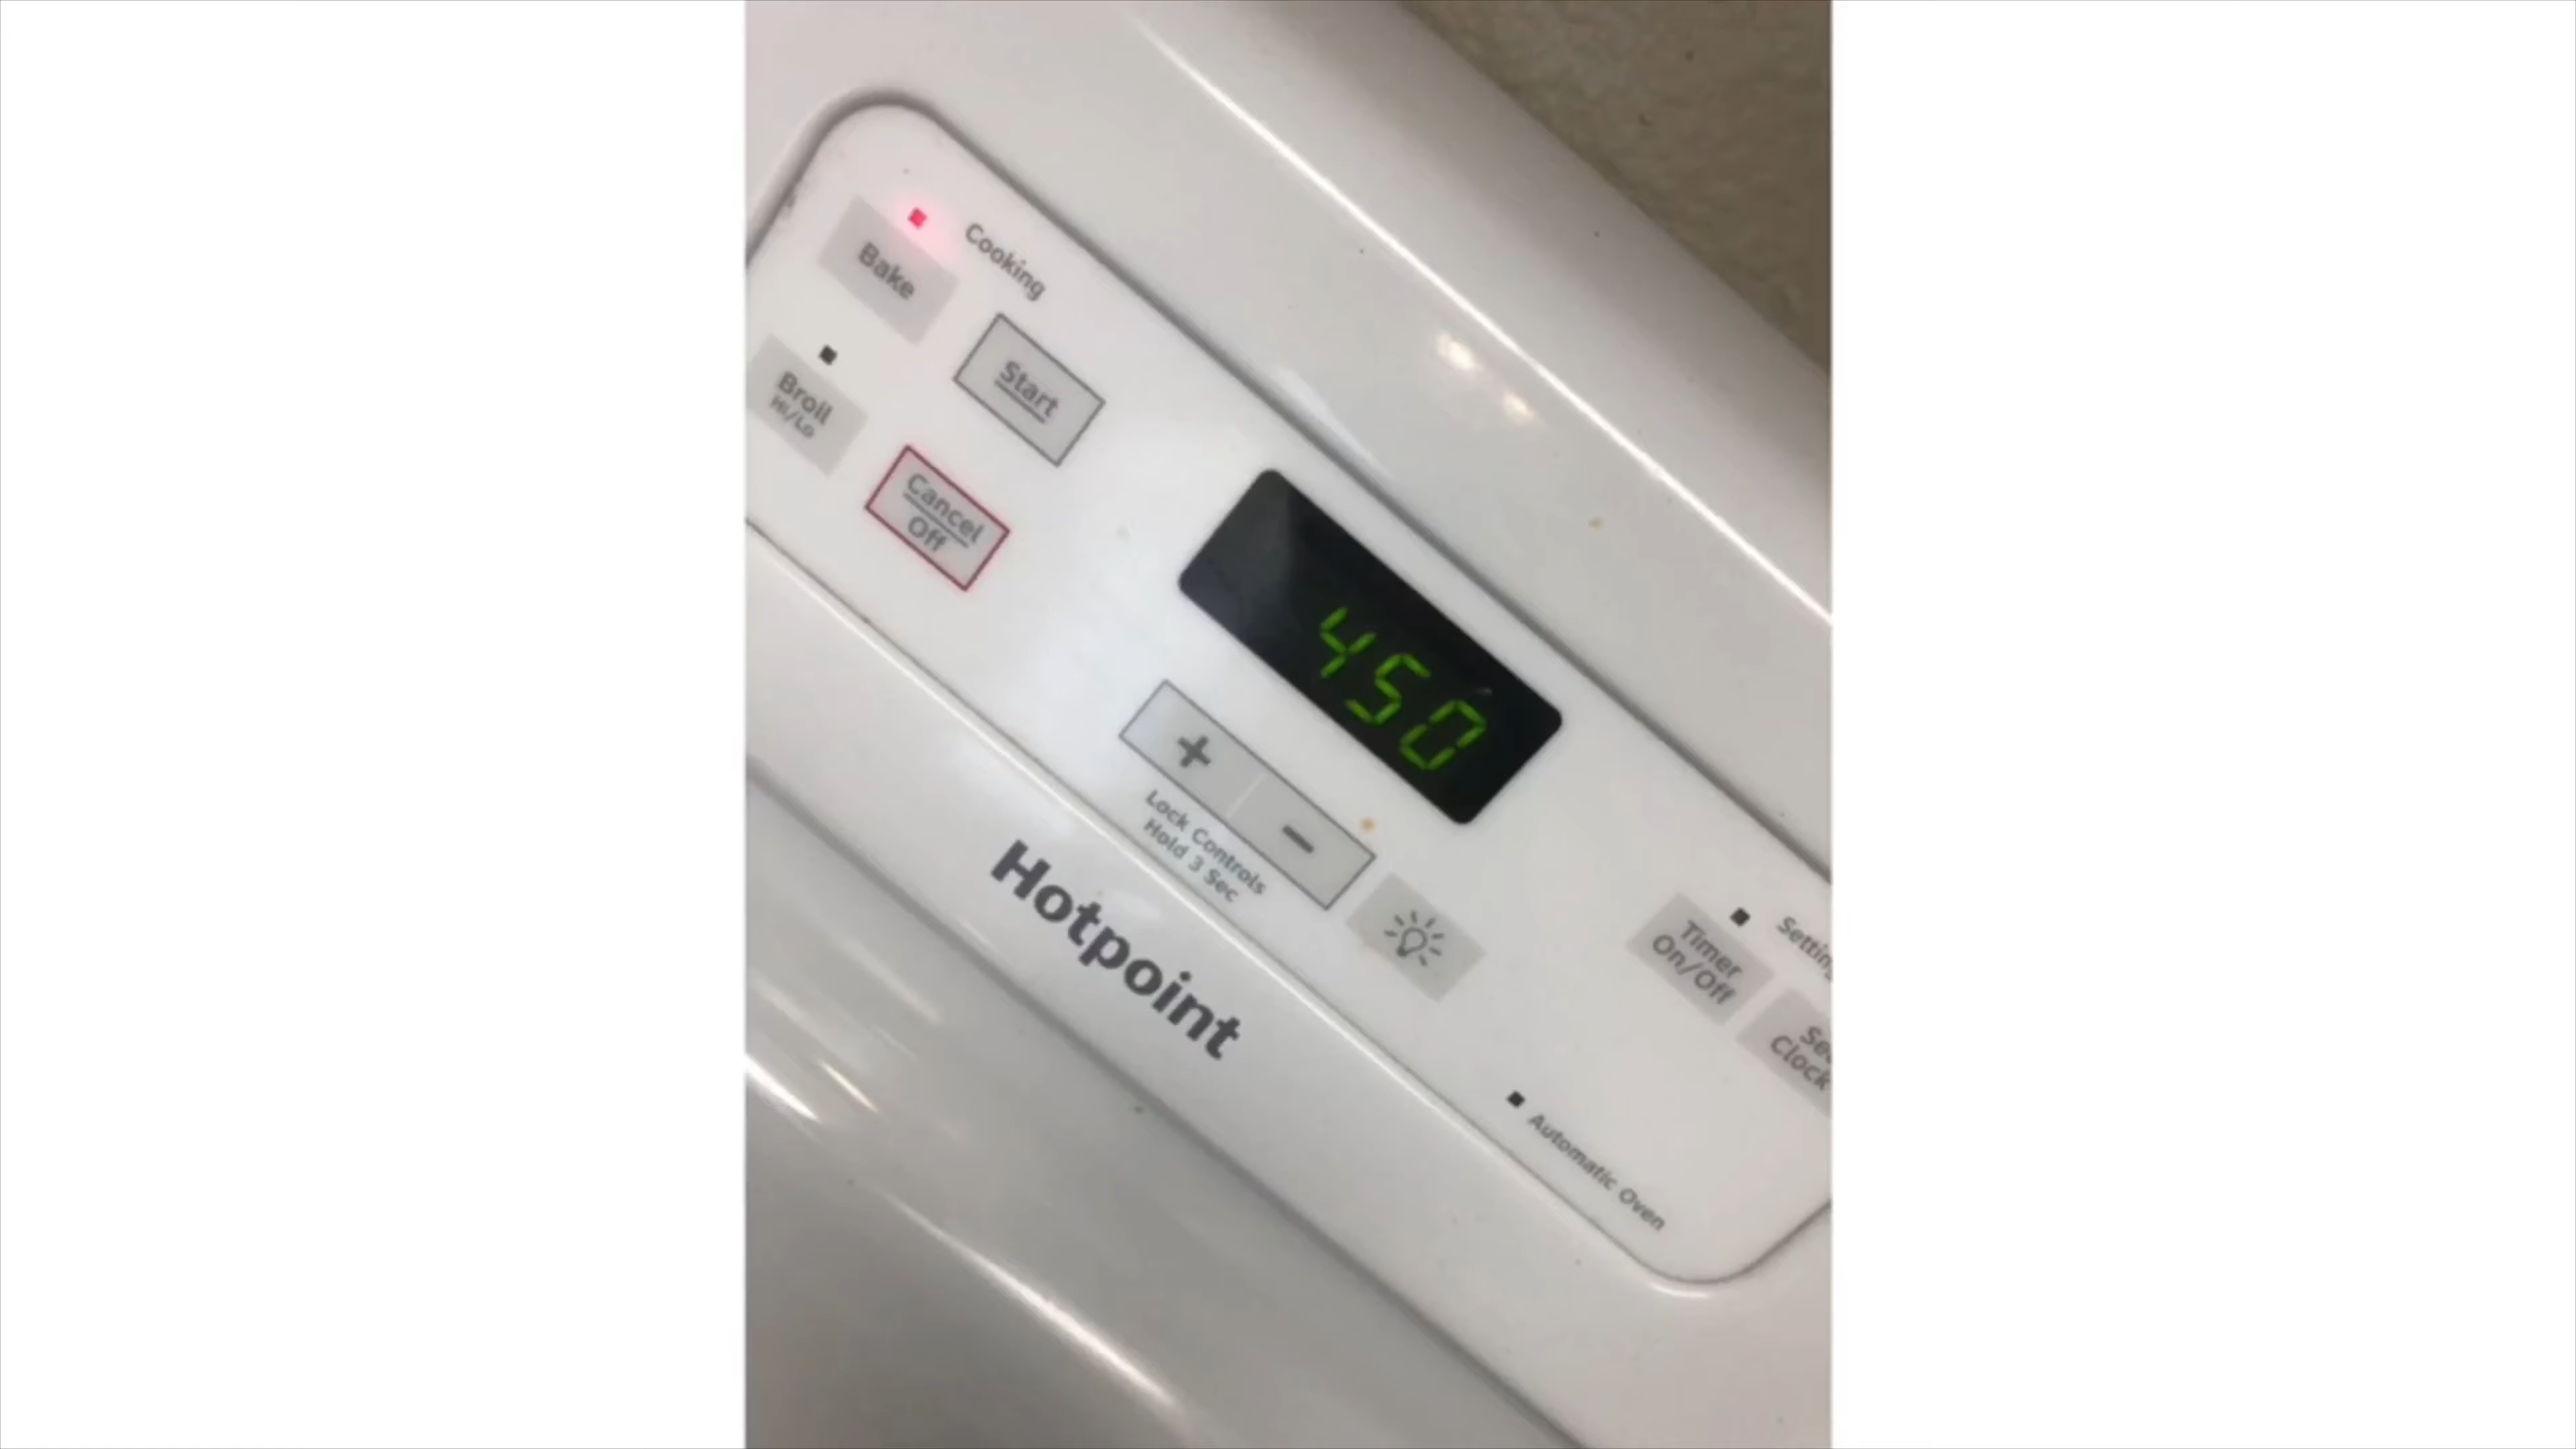 Cooking
Bake
Start
Broil
Hi/Lo
Cancel
Off
450
+ −
Lock Controls
Hold 3 Sec
Timer
On/Off
Clock
Automatic Oven
Hotpoint